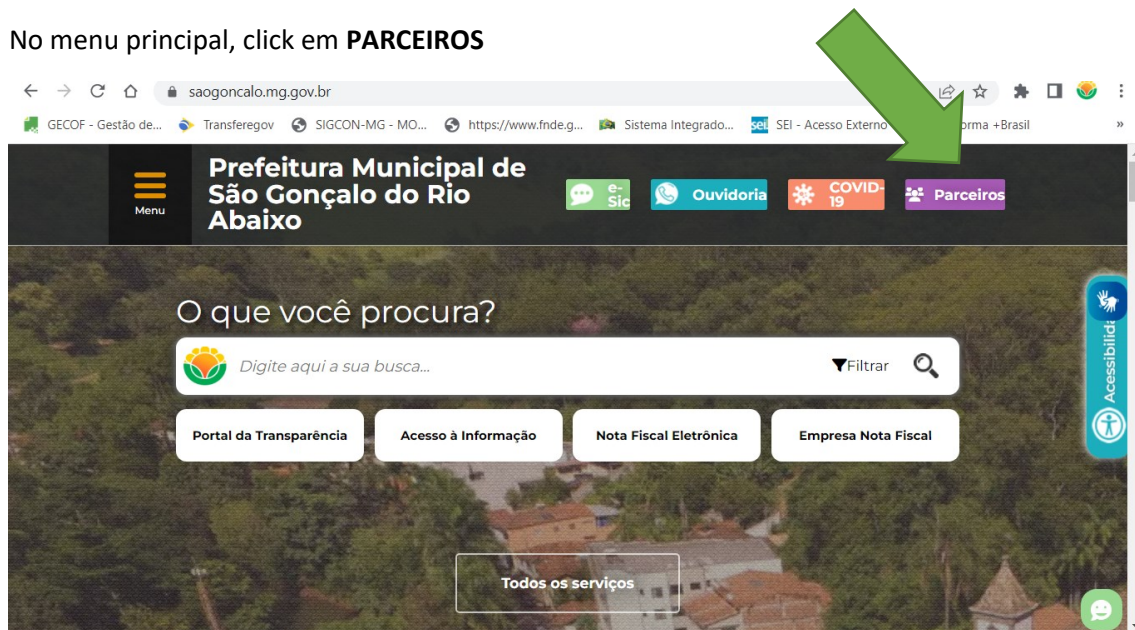 No menu principal, click em PARCEIROS
saogoncalo.mg.gov.br
GECOF - Gestão de... Transferegov SIGCON-MG - MO... https://www.fnde.g... Sistema Integrado... sei SEI - Acesso Externo orma +Brasil »
Menu
Prefeitura Municipal de
São Gonçalo do Rio
Abaixo
e-
Sic
Ouvidoria
COVID-
19
Parceiros
O que você procura?
Digite aqui a sua busca...
Filtrar
Portal da Transparência Acesso à Informação Nota Fiscal Eletrônica Empresa Nota Fiscal
Acessibilid
Todos os serviços